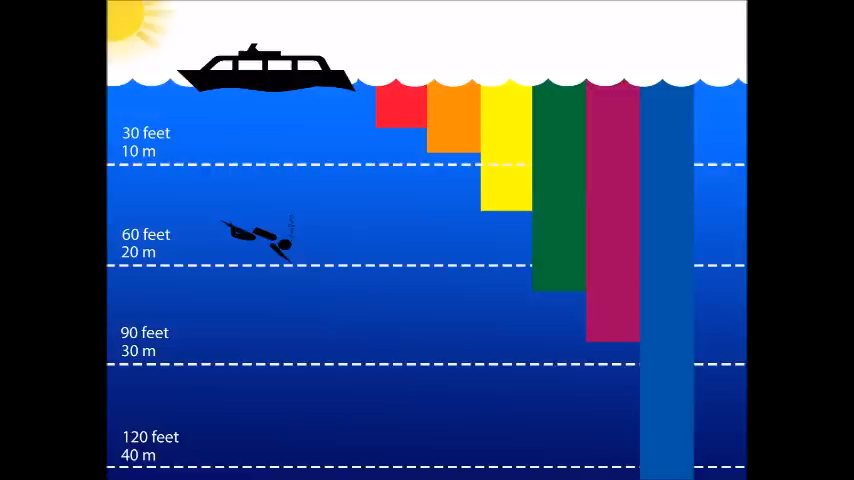 30 feet
10 m
60 feet
20 m
90 feet
30 m
120 feet
40 m